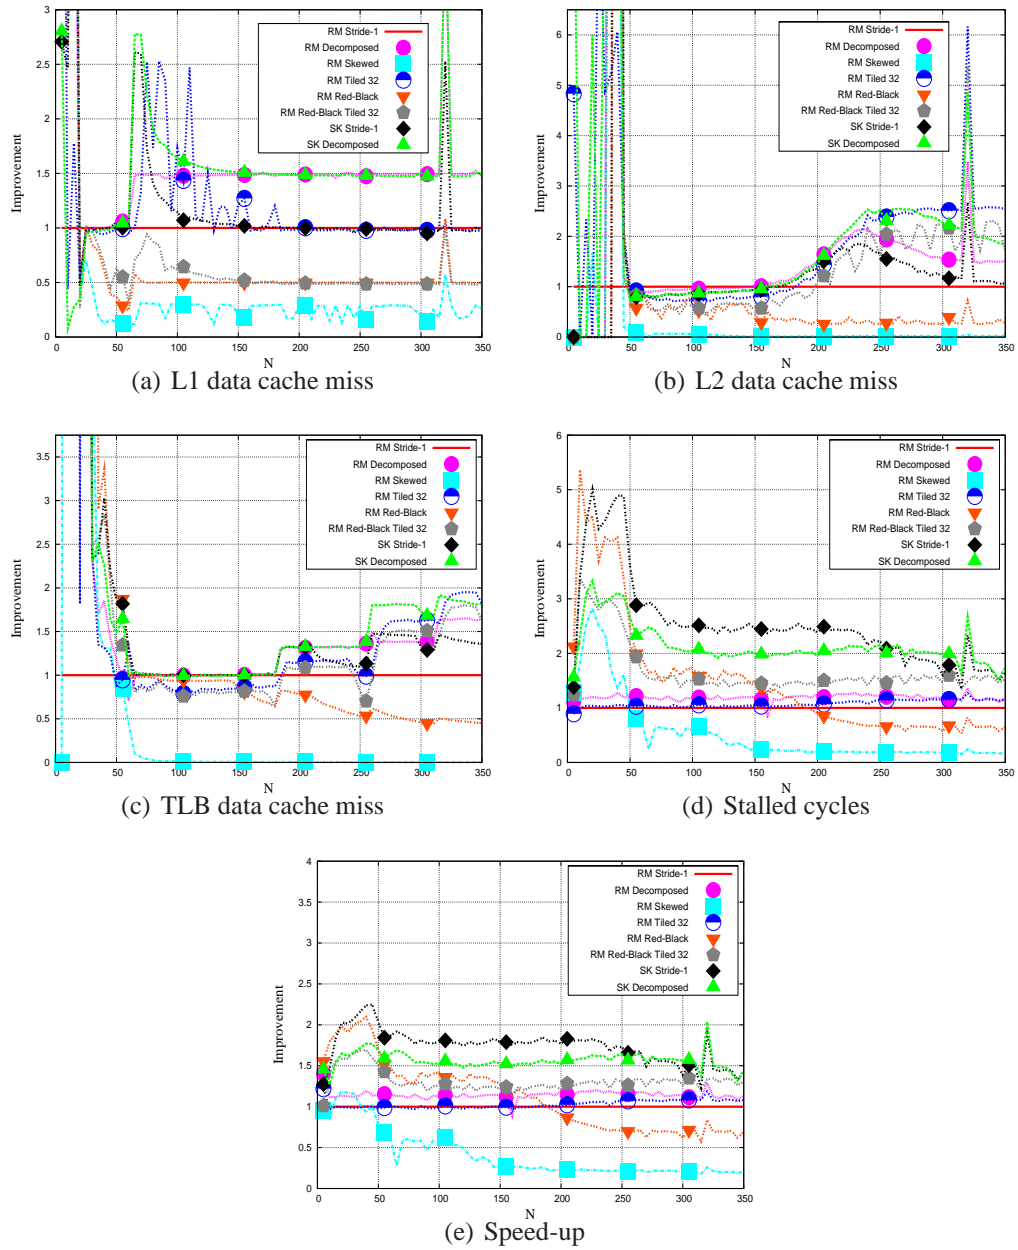 3
2.5
2
1.5
1
0.5
0
Improvement
0 50 100 150 200 250 300 350
N
RM Stride-1
RM Decomposed
RM Skewed
RM Tiled 32
RM Red-Black
RM Red-Black Tiled 32
SK Stride-1
SK Decomposed
(a) L1 data cache miss
6
5
4
3
2
1
0
Improvement
0 50 100 150 200 250 300 350
N
RM Stride-1
RM Decomposed
RM Skewed
RM Tiled 32
RM Red-Black
RM Red-Black Tiled 32
SK Stride-1
SK Decomposed
(b) L2 data cache miss
3.5
3
2.5
2
1.5
1
0.5
0
Improvement
0 50 100 150 200 250 300 350
N
RM Stride-1
RM Decomposed
RM Skewed
RM Tiled 32
RM Red-Black
RM Red-Black Tiled 32
SK Stride-1
SK Decomposed
(c) TLB data cache miss
6
5
4
3
2
1
0
Improvement
0 50 100 150 200 250 300 350
N
RM Stride-1
RM Decomposed
RM Skewed
RM Tiled 32
RM Red-Black
RM Red-Black Tiled 32
SK Stride-1
SK Decomposed
(d) Stalled cycles
4
3.5
3
2.5
2
1.5
1
0.5
0
Improvement
0 50 100 150 200 250 300 350
N
RM Stride-1
RM Decomposed
RM Skewed
RM Tiled 32
RM Red-Black
RM Red-Black Tiled 32
SK Stride-1
SK Decomposed
(e) Speed-up